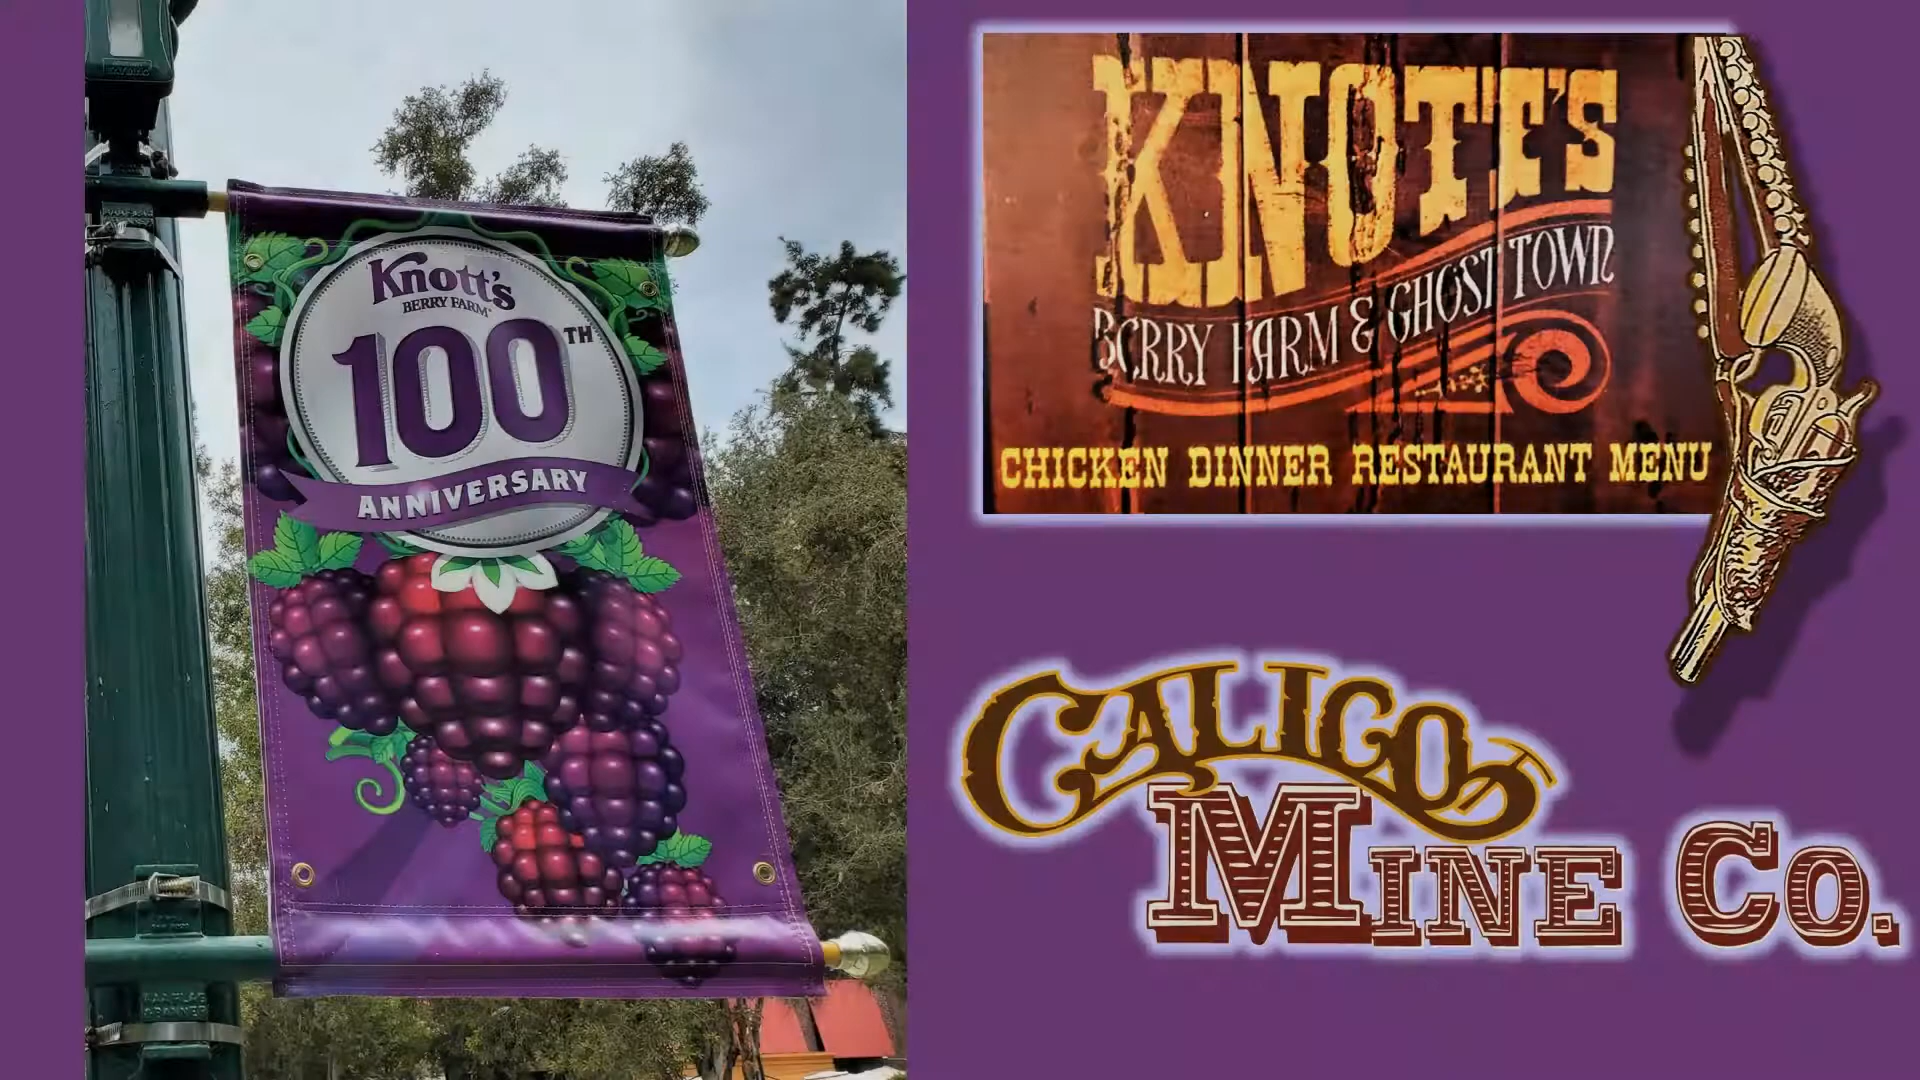 Knott's
BERRY FARM
100TH
ANNIVERSARY
KNOTT'S
BERRY FARM & GHOST TOWN
CHICKEN DINNER RESTAURANT MENU
CALICO
MINE CO.